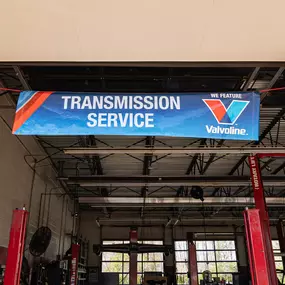 TRANSMISSION
SERVICE
WE FEATURE
Valvoline.